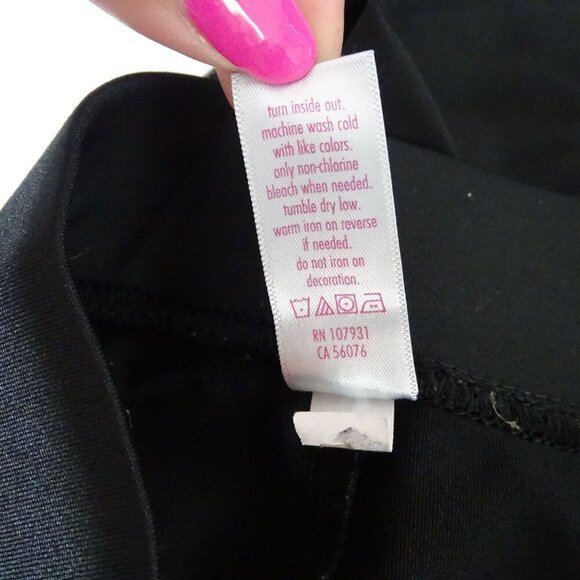 turn inside out.
machine wash cold
with like colors.
only non-chlorine
bleach when needed.
tumble dry low.
warm iron on reverse
if needed.
do not iron on
decoration.
RN 107931
CA 56076